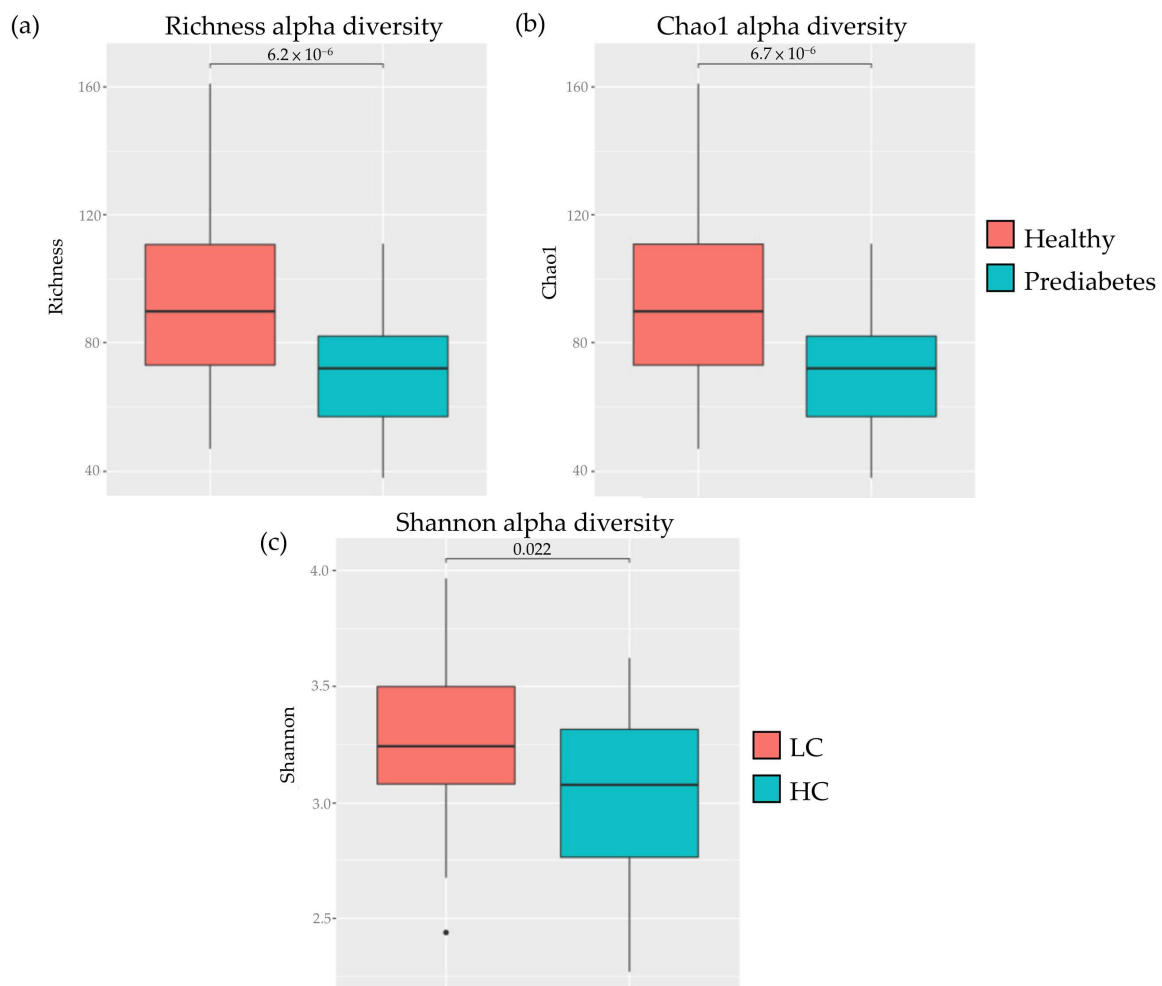 (a)
Richness alpha diversity
6.2 × 10⁻⁶
160
120
80
40
Richness
(b)
Chao1 alpha diversity
6.7 × 10⁻⁶
160
120
80
40
Chao1
Healthy
Prediabetes
(c)
Shannon alpha diversity
0.022
4.0
3.5
3.0
2.5
Shannon
LC
HC